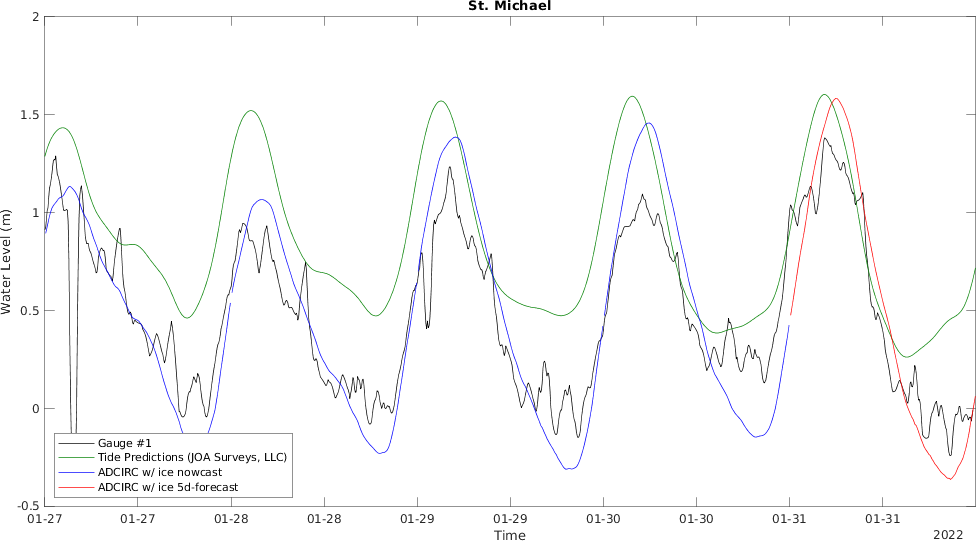 St. Michael
2
1.5
1
0.5
0
-0.5
Water Level (m)
Gauge #1
Tide Predictions (JOA Surveys, LLC)
ADCIRC w/ ice nowcast
ADCIRC w/ ice 5d-forecast
01-27 01-27 01-28 01-28 01-29 01-29 01-30 01-30 01-31 01-31
Time
2022